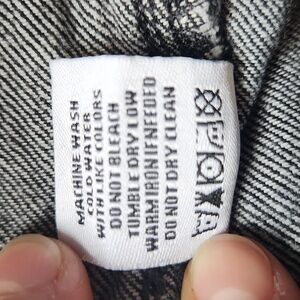 MACHINE WASH
COLD WATER
WITH LIKE COLORS
DO NOT BLEACH
TUMBLE DRY LOW
WARM IRON IF NEEDED
DO NOT DRY CLEAN